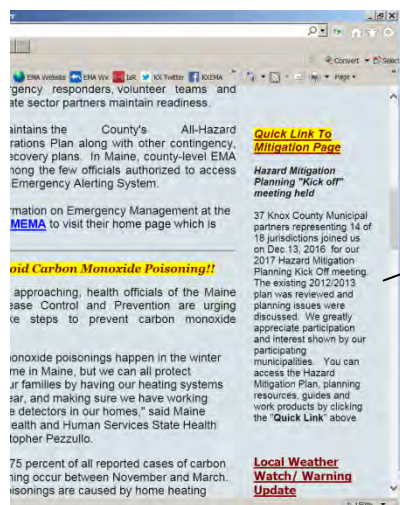 Convert
Select
EMA Website EMA Wx IaR KX Twitter KXEMA
Page
gency responders, volunteer teams and
ate sector partners maintain readiness.
aintains the County's All-Hazard
rations Plan along with other contingency,
ecovery plans. In Maine, county-level EMA
nong the few officials authorized to access
Emergency Alerting System.
rmation on Emergency Management at the
MEMA to visit their home page which is
oid Carbon Monoxide Poisoning!!
approaching, health officials of the Maine
ease Control and Prevention are urging
ke steps to prevent carbon monoxide
onoxide poisonings happen in the winter
me in Maine, but we can all protect
ur families by having our heating systems
ear, and making sure we have working
e detectors in our homes," said Maine
ealth and Human Services State Health
topher Pezzullo.
75 percent of all reported cases of carbon
ning occur between November and March.
oisonings are caused by home heating
Quick Link To
Mitigation Page
Hazard Mitigation
Planning "Kick off"
meeting held
37 Knox County Municipal
partners representing 14 of
18 jurisdictions joined us
on Dec.13, 2016 for our
2017 Hazard Mitigation
Planning Kick Off meeting.
The existing 2012/2013
plan was reviewed and
planning issues were
discussed. We greatly
appreciate participation
and interest shown by our
participating
municipalities. You can
access the Hazard
Mitigation Plan, planning
resources, guides and
work products by clicking
the "Quick Link" above
Local Weather
Watch/ Warning
Update
150%